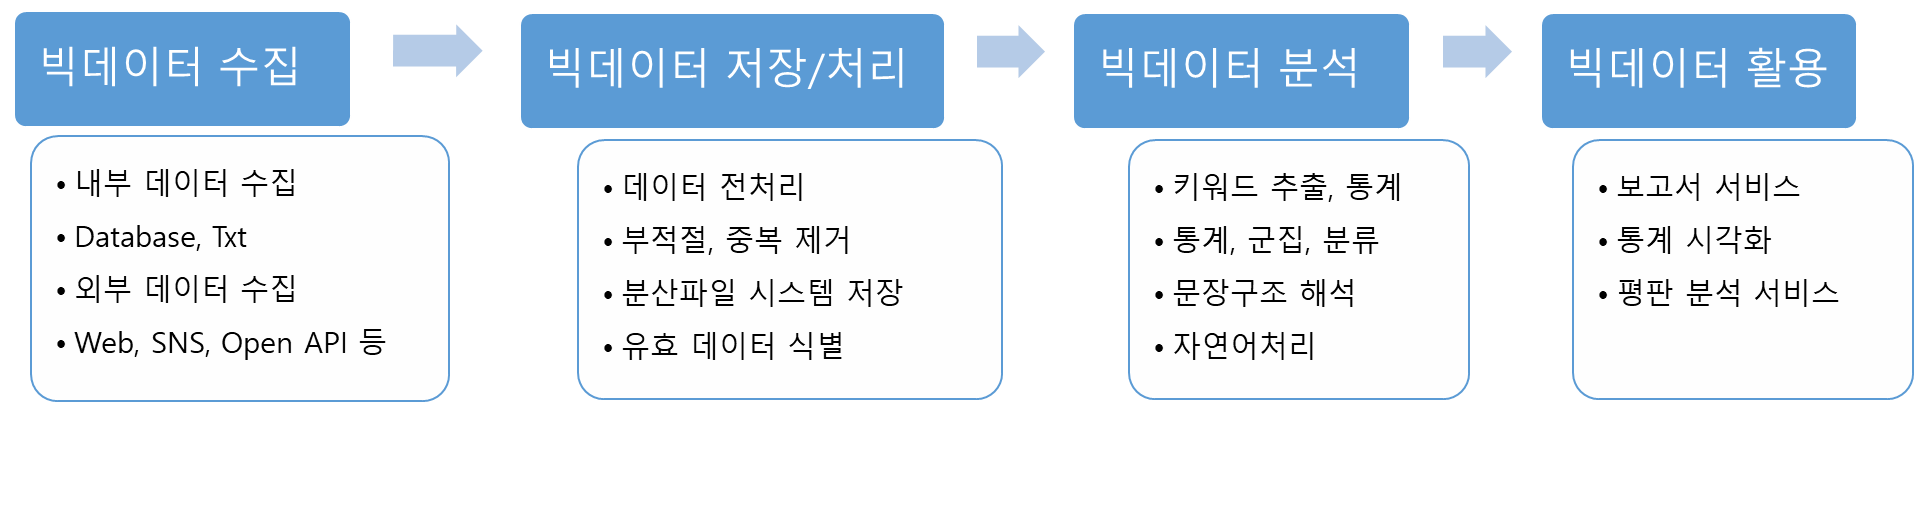 빅데이터 수집
• 내부 데이터 수집
• Database, Txt
• 외부 데이터 수집
• Web, SNS, Open API 등
빅데이터 저장/처리
• 데이터 전처리
• 부적절, 중복 제거
• 분산파일 시스템 저장
• 유효 데이터 식별
빅데이터 분석
• 키워드 추출, 통계
• 통계, 군집, 분류
• 문장구조 해석
• 자연어처리
빅데이터 활용
• 보고서 서비스
• 통계 시각화
• 평판 분석 서비스